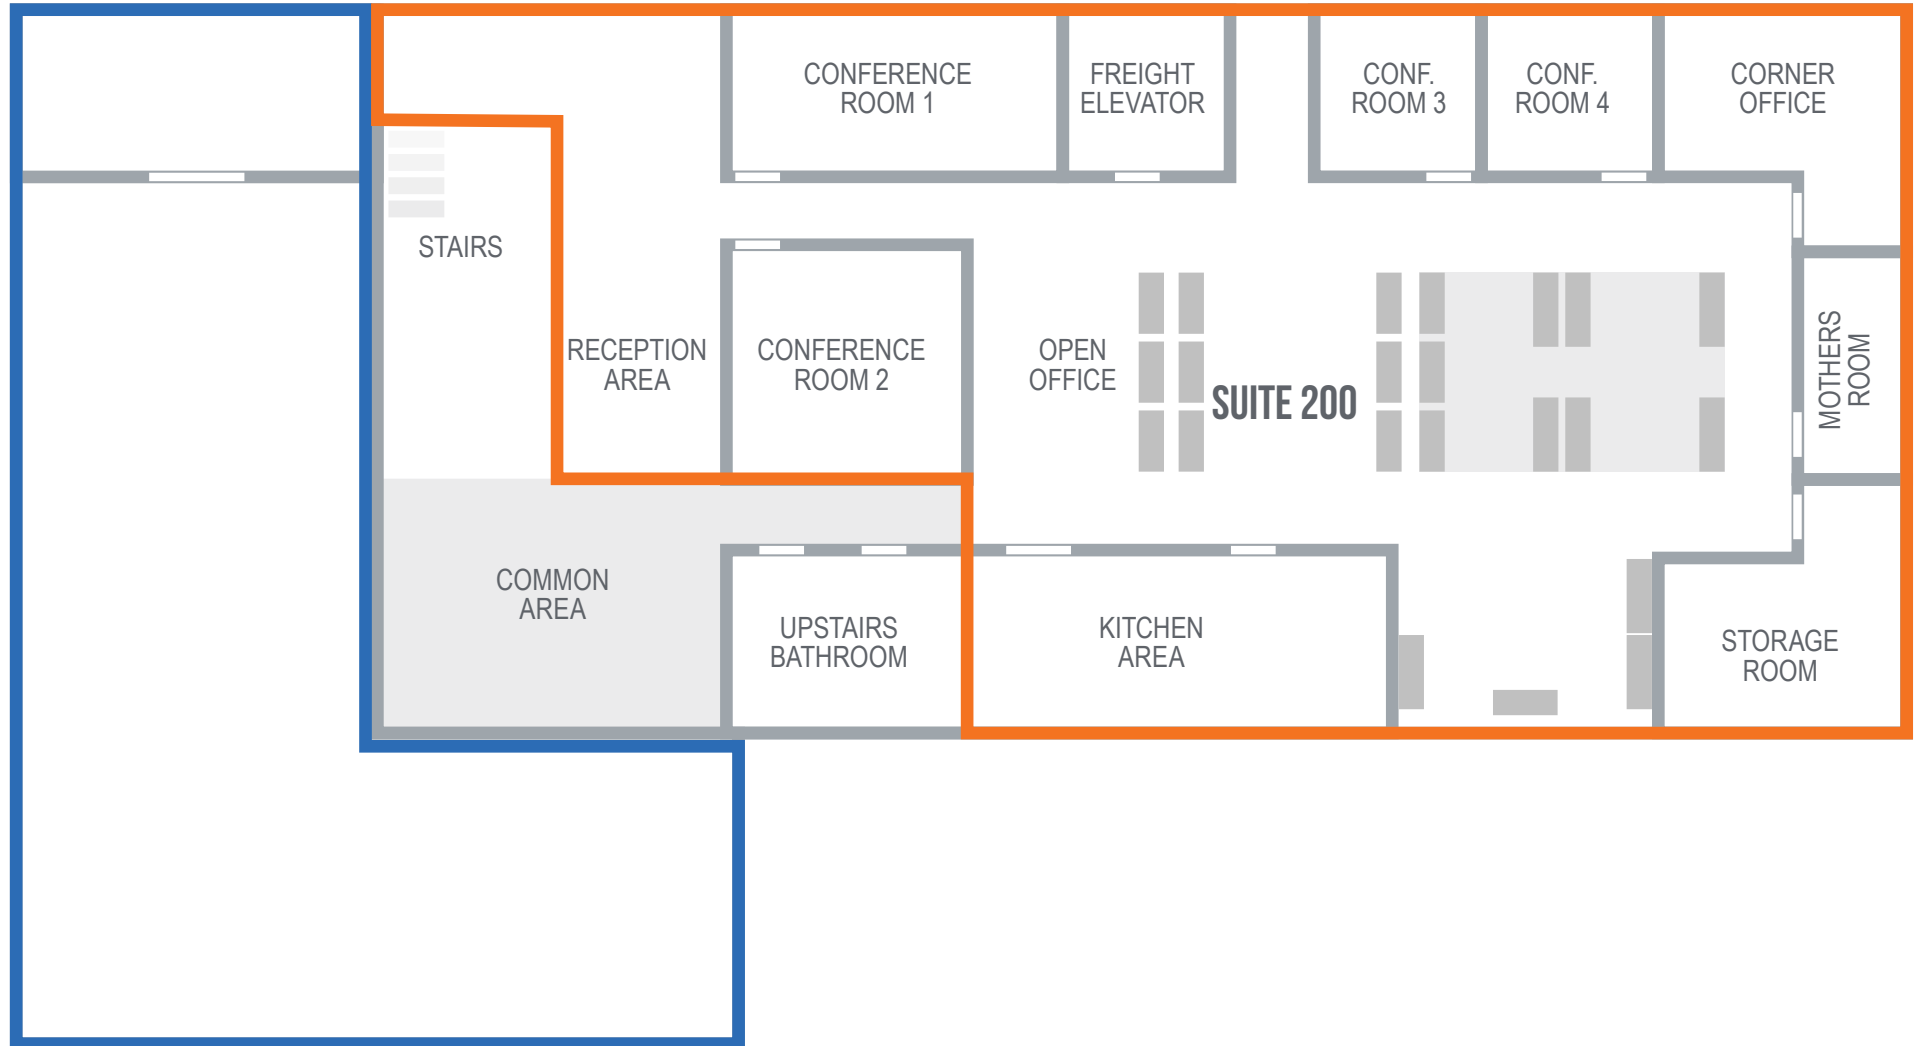 CONFERENCE
ROOM 1
FREIGHT
ELEVATOR
CONF.
ROOM 3
CONF.
ROOM 4
CORNER
OFFICE
STAIRS
RECEPTION
AREA
CONFERENCE
ROOM 2
OPEN
OFFICE
SUITE 200
MOTHERS
ROOM
COMMON
AREA
UPSTAIRS
BATHROOM
KITCHEN
AREA
STORAGE
ROOM